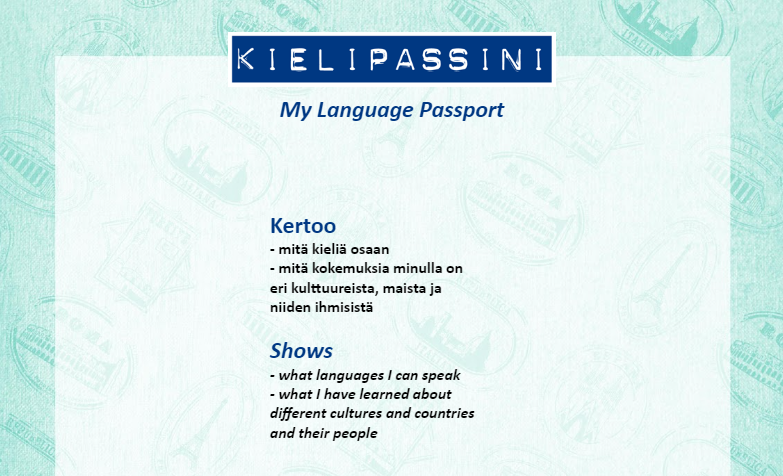 KIELIPASSINI
My Language Passport
Kertoo
- mitä kieliä osaan
- mitä kokemuksia minulla on
eri kulttuureista, maista ja
niiden ihmisistä
Shows
- what languages I can speak
- what I have learned about
different cultures and countries
and their people